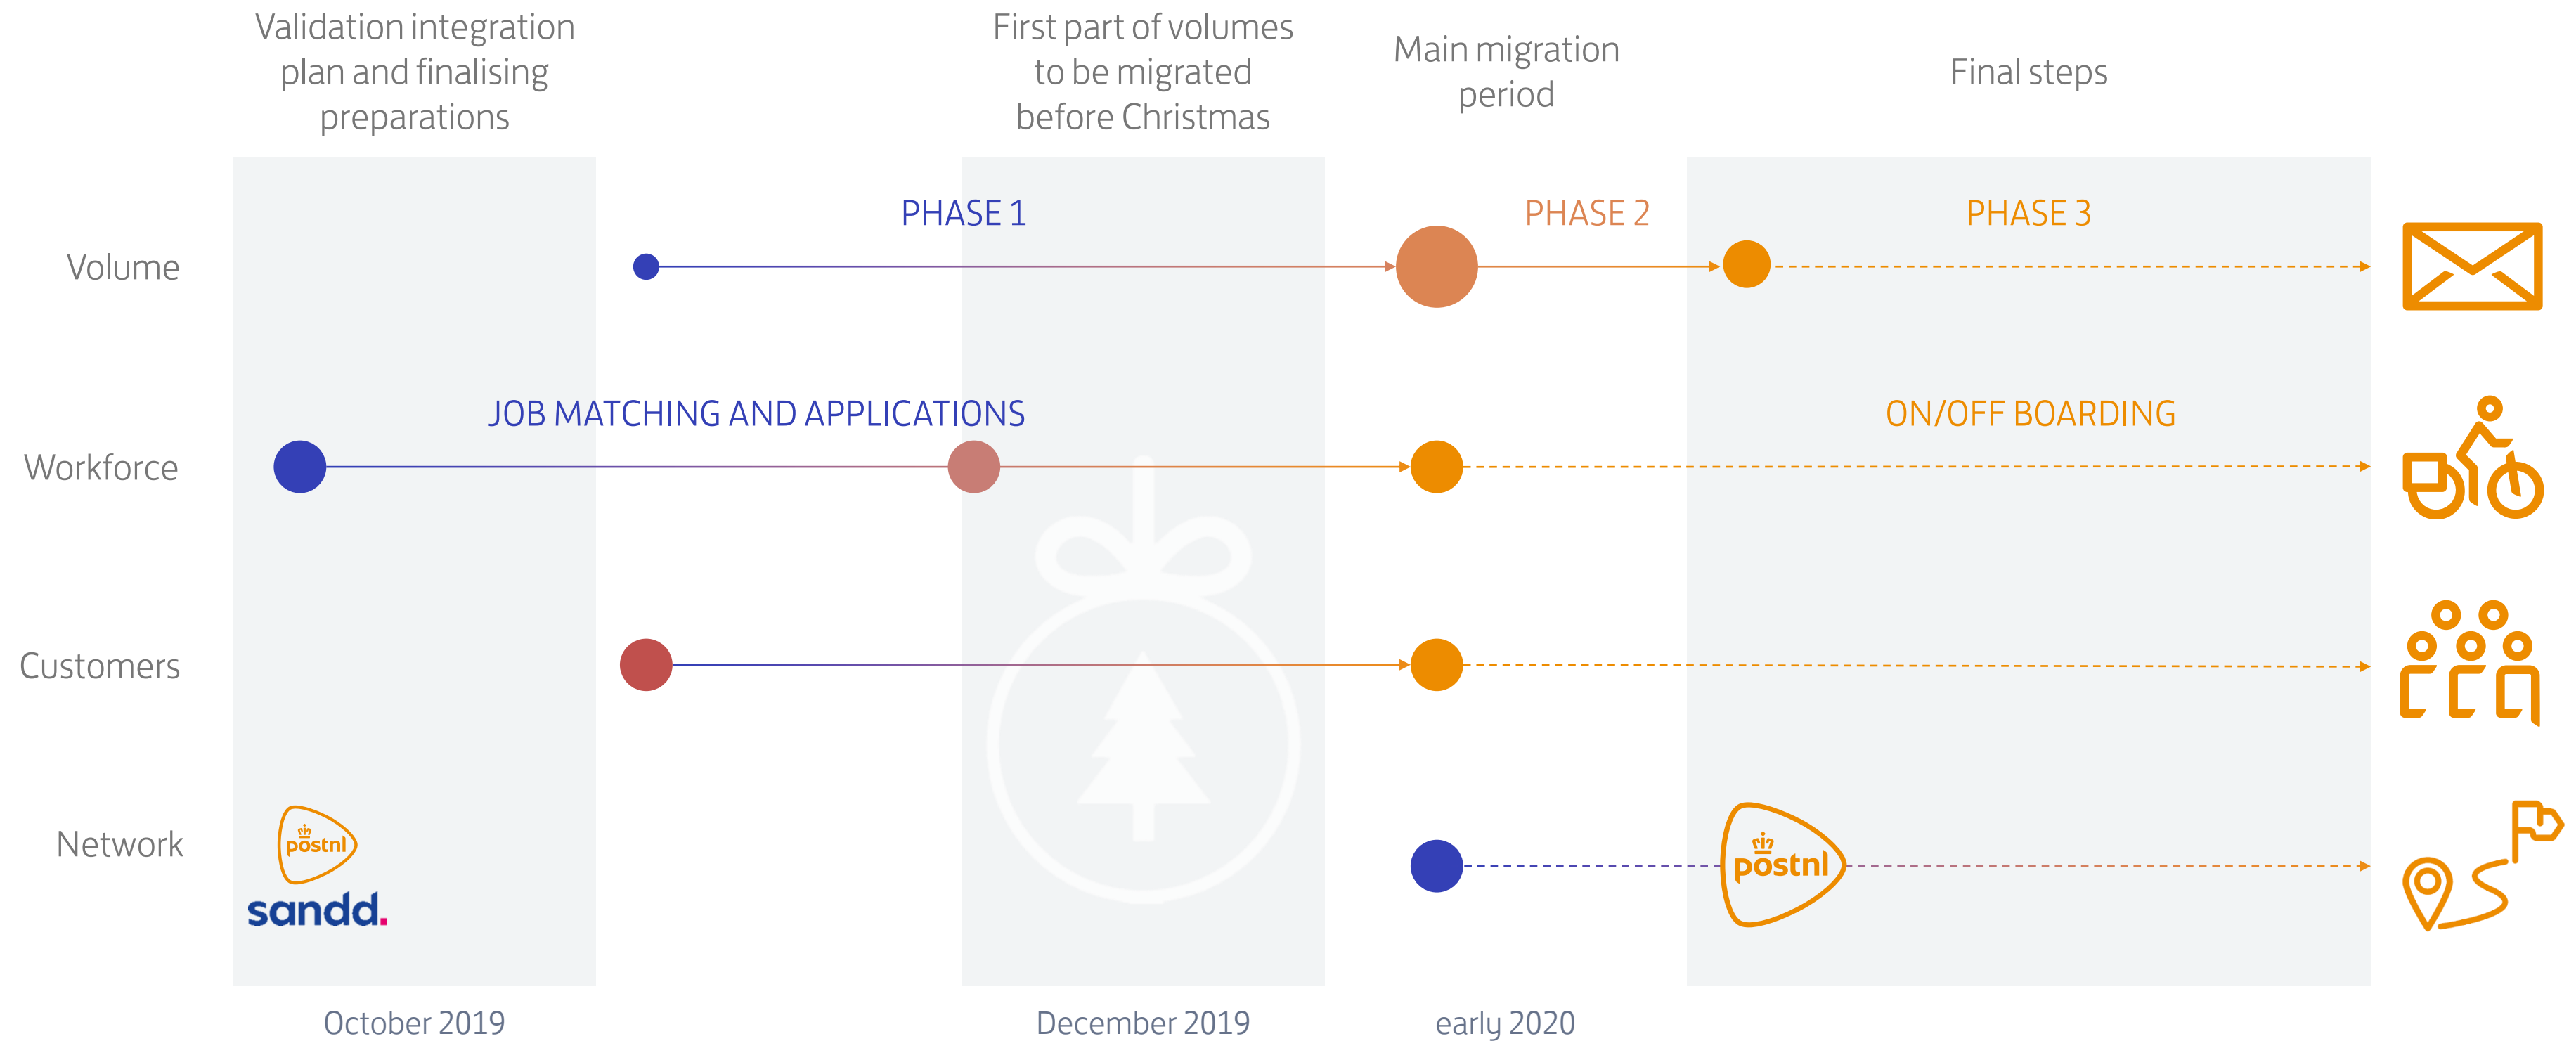 Validation integration
plan and finalising
preparations
First part of volumes
to be migrated
before Christmas
Main migration
period
Final steps
PHASE 1
PHASE 2
PHASE 3
Volume
JOB MATCHING AND APPLICATIONS
ON/OFF BOARDING
Workforce
Customers
Network
postnl
sandd.
postnl
October 2019
December 2019
early 2020